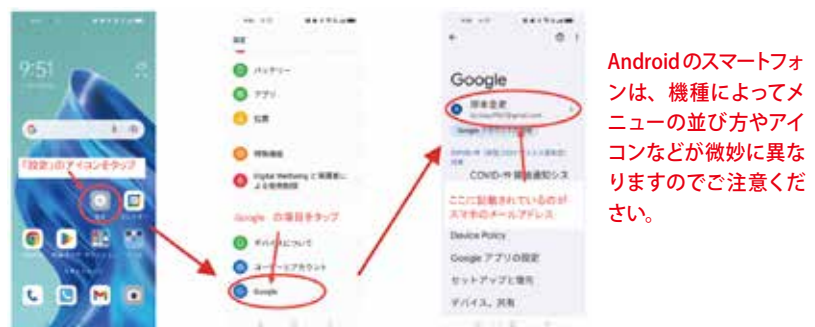 9:51
「設定」のアイコンをタップ
設定
バッテリー
アプリ
位置
特殊機能
Digital Wellbeing と保護者に
よる使用制限
Google の項目をタップ
デバイスについて
ユーザーとアカウント
Google
Google
COVID-19 接触通知シス
ここに記載されているのが
スマホのメールアドレス
Device Policy
Google アプリの設定
セットアップと復元
デバイス、共有
Androidのスマートフォ
ンは、機種によってメ
ニューの並び方やアイ
コンなどが微妙に異な
りますのでご注意くだ
さい。